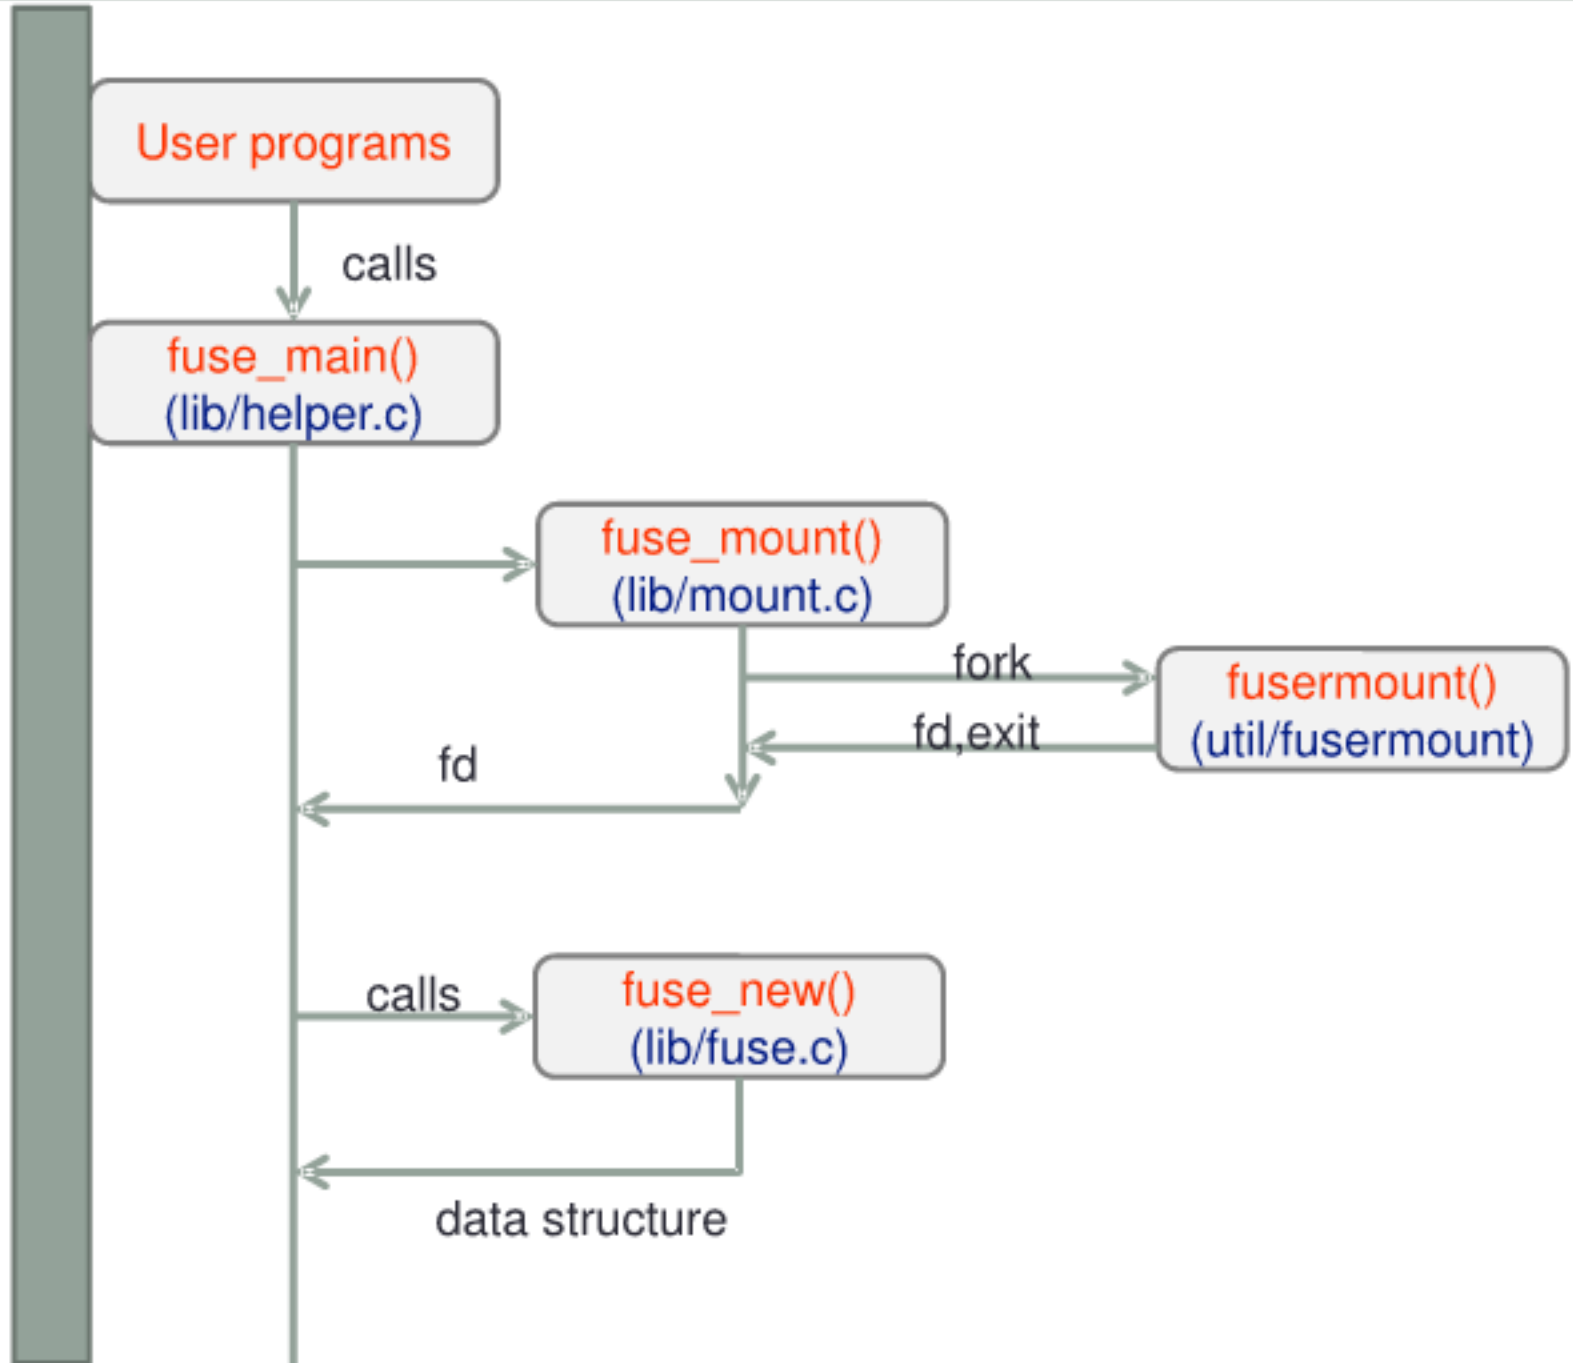 User programs
calls
fuse_main()
(lib/helper.c)
fuse_mount()
(lib/mount.c)
fork
fusermount()
(util/fusermount)
fd,exit
fd
calls
fuse_new()
(lib/fuse.c)
data structure